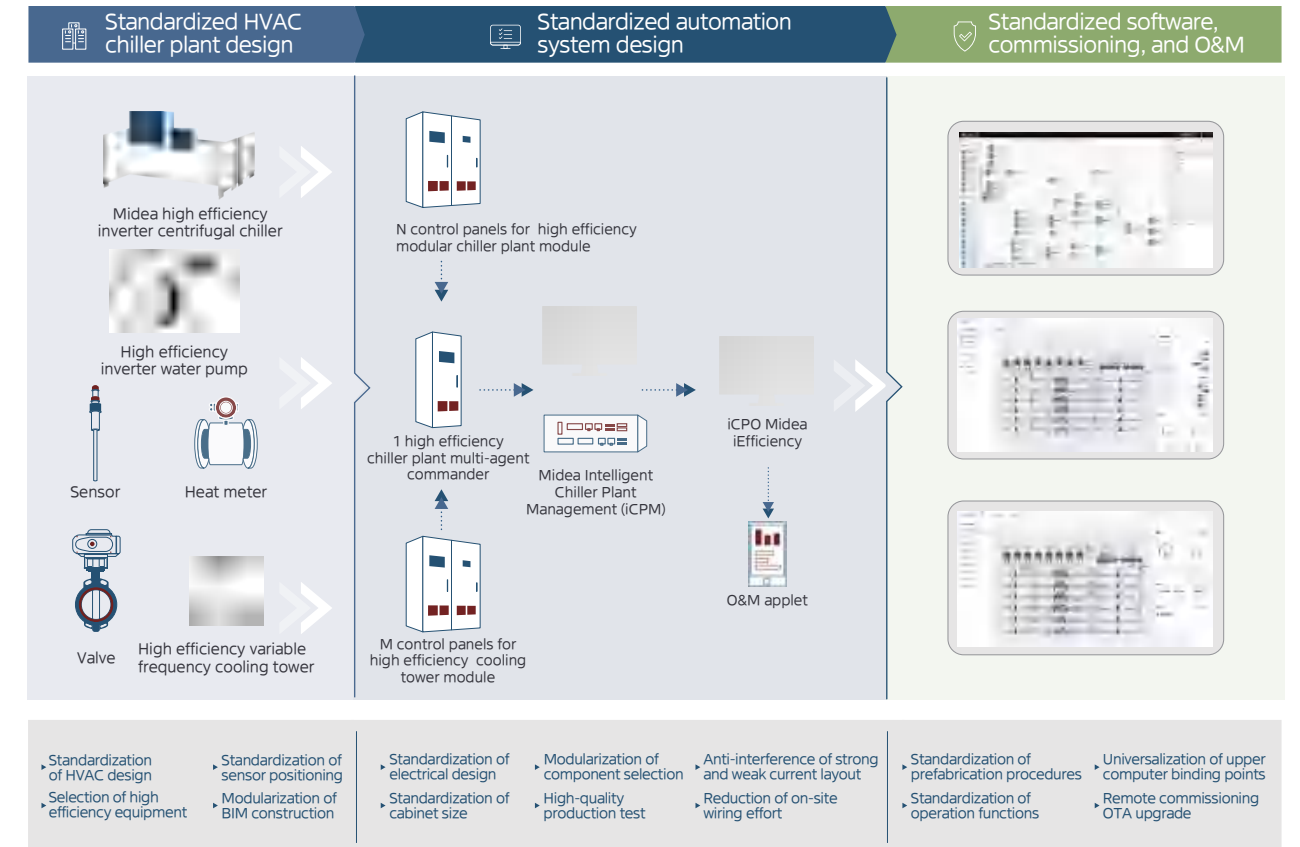 Standardized HVAC
chiller plant design
Standardized automation
system design
Standardized software,
commissioning, and O&M
Midea high efficiency
inverter centrifugal chiller
High efficiency
inverter water pump
Sensor
Heat meter
Valve
High efficiency variable
frequency cooling tower
N control panels for high efficiency
modular chiller plant module
1 high efficiency
chiller plant multi-agent
commander
Midea Intelligent
Chiller Plant
Management (iCPM)
iCPO Midea
iEfficiency
O&M applet
M control panels for
high efficiency cooling
tower module
Standardization
of HVAC design
Selection of high
efficiency equipment
Standardization of
sensor positioning
Modularization of
BIM construction
Standardization of
electrical design
Standardization of
cabinet size
Modularization of
component selection
High-quality
production test
Anti-interference of strong
and weak current layout
Reduction of on-site
wiring effort
Standardization of
prefabrication procedures
Standardization of
operation functions
Universalization of upper
computer binding points
Remote commissioning
OTA upgrade